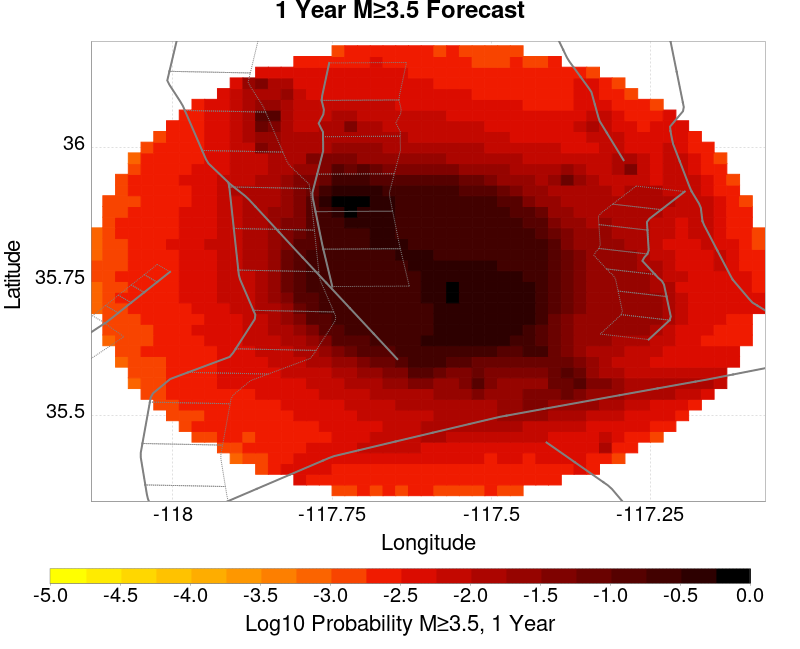 1 Year M≥3.5 Forecast
36
35.75
35.5
Latitude
-118 -117.75 -117.5 -117.25
Longitude
-5.0 -4.5 -4.0 -3.5 -3.0 -2.5 -2.0 -1.5 -1.0 -0.5 0.0
Log10 Probability M≥3.5, 1 Year